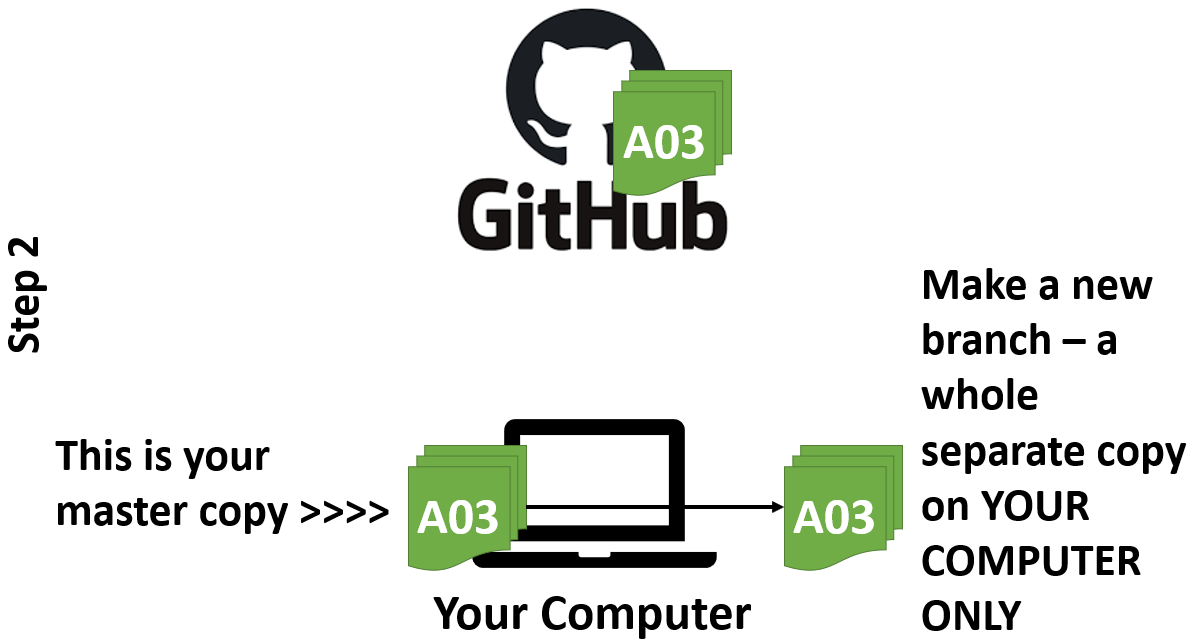 A03
GitHub
Step 2
This is your
master copy >>>>
A03
A03
Your Computer
Make a new
branch – a
whole
separate copy
on YOUR
COMPUTER
ONLY